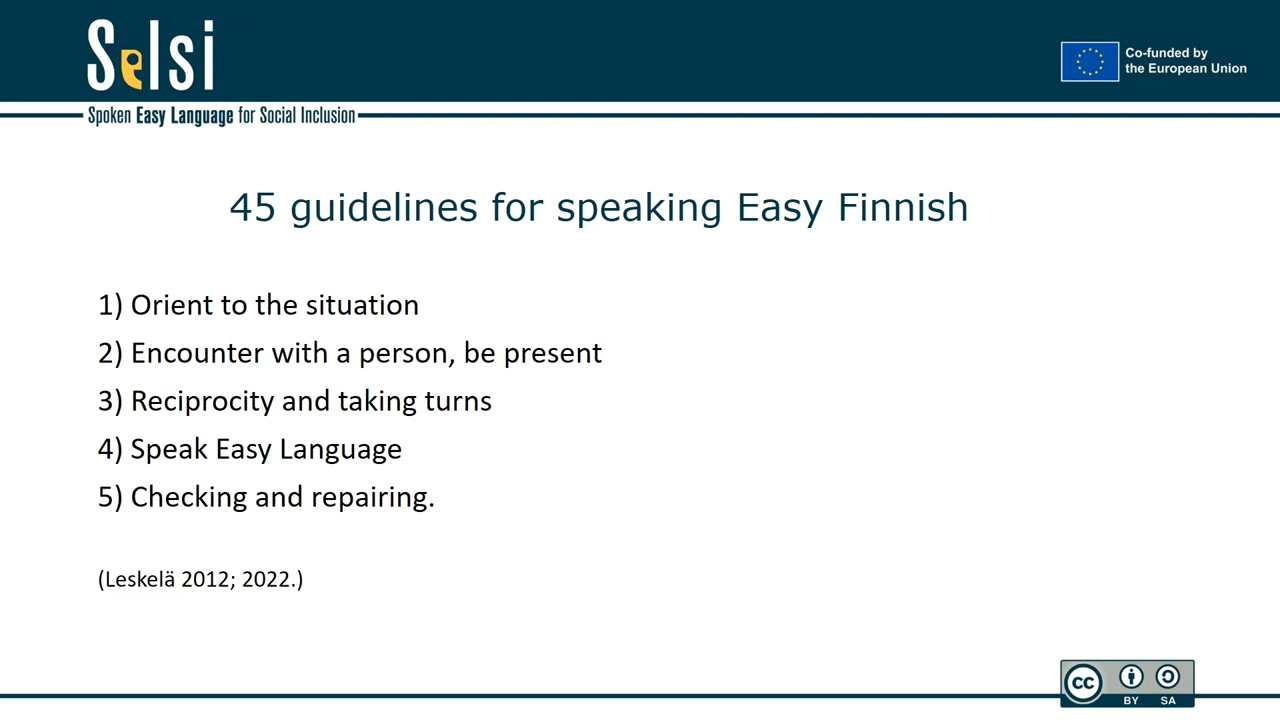 Selsi
Spoken Easy Language for Social Inclusion
Co-funded by
the European Union
45 guidelines for speaking Easy Finnish
1) Orient to the situation
2) Encounter with a person, be present
3) Reciprocity and taking turns
4) Speak Easy Language
5) Checking and repairing.
(Leskelä 2012; 2022.)
cc
BY SA